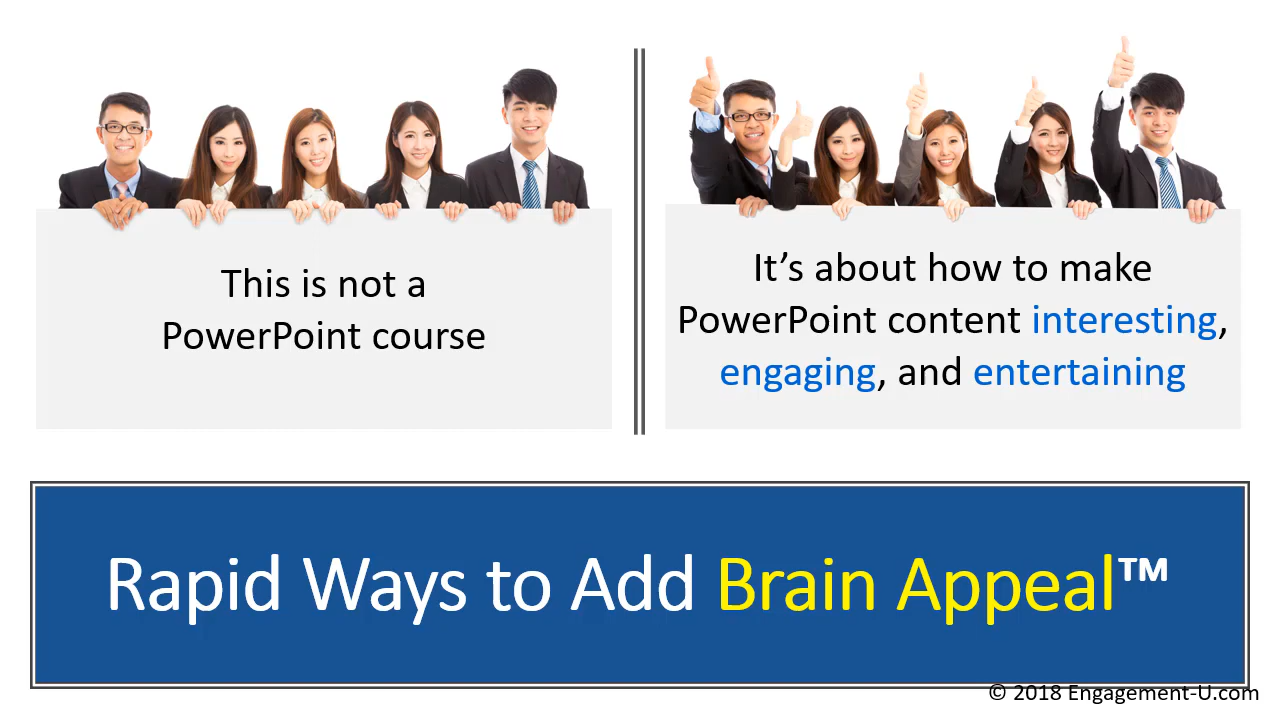 This is not a
PowerPoint course
It’s about how to make
PowerPoint content interesting,
engaging, and entertaining
Rapid Ways to Add Brain Appeal™
© 2018 Engagement-U.com